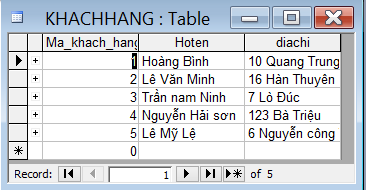 KHACHHANG : Table
Ma_khach_hang Hoten diachi
1 Hoàng Bình 10 Quang Trung
2 Lê Văn Minh 16 Hàn Thuyên
3 Trần nam Ninh 7 Lò Đúc
4 Nguyễn Hải sơn 123 Bà Triệu
5 Lê Mỹ Lệ 6 Nguyễn công
0
Record: 1 of 5